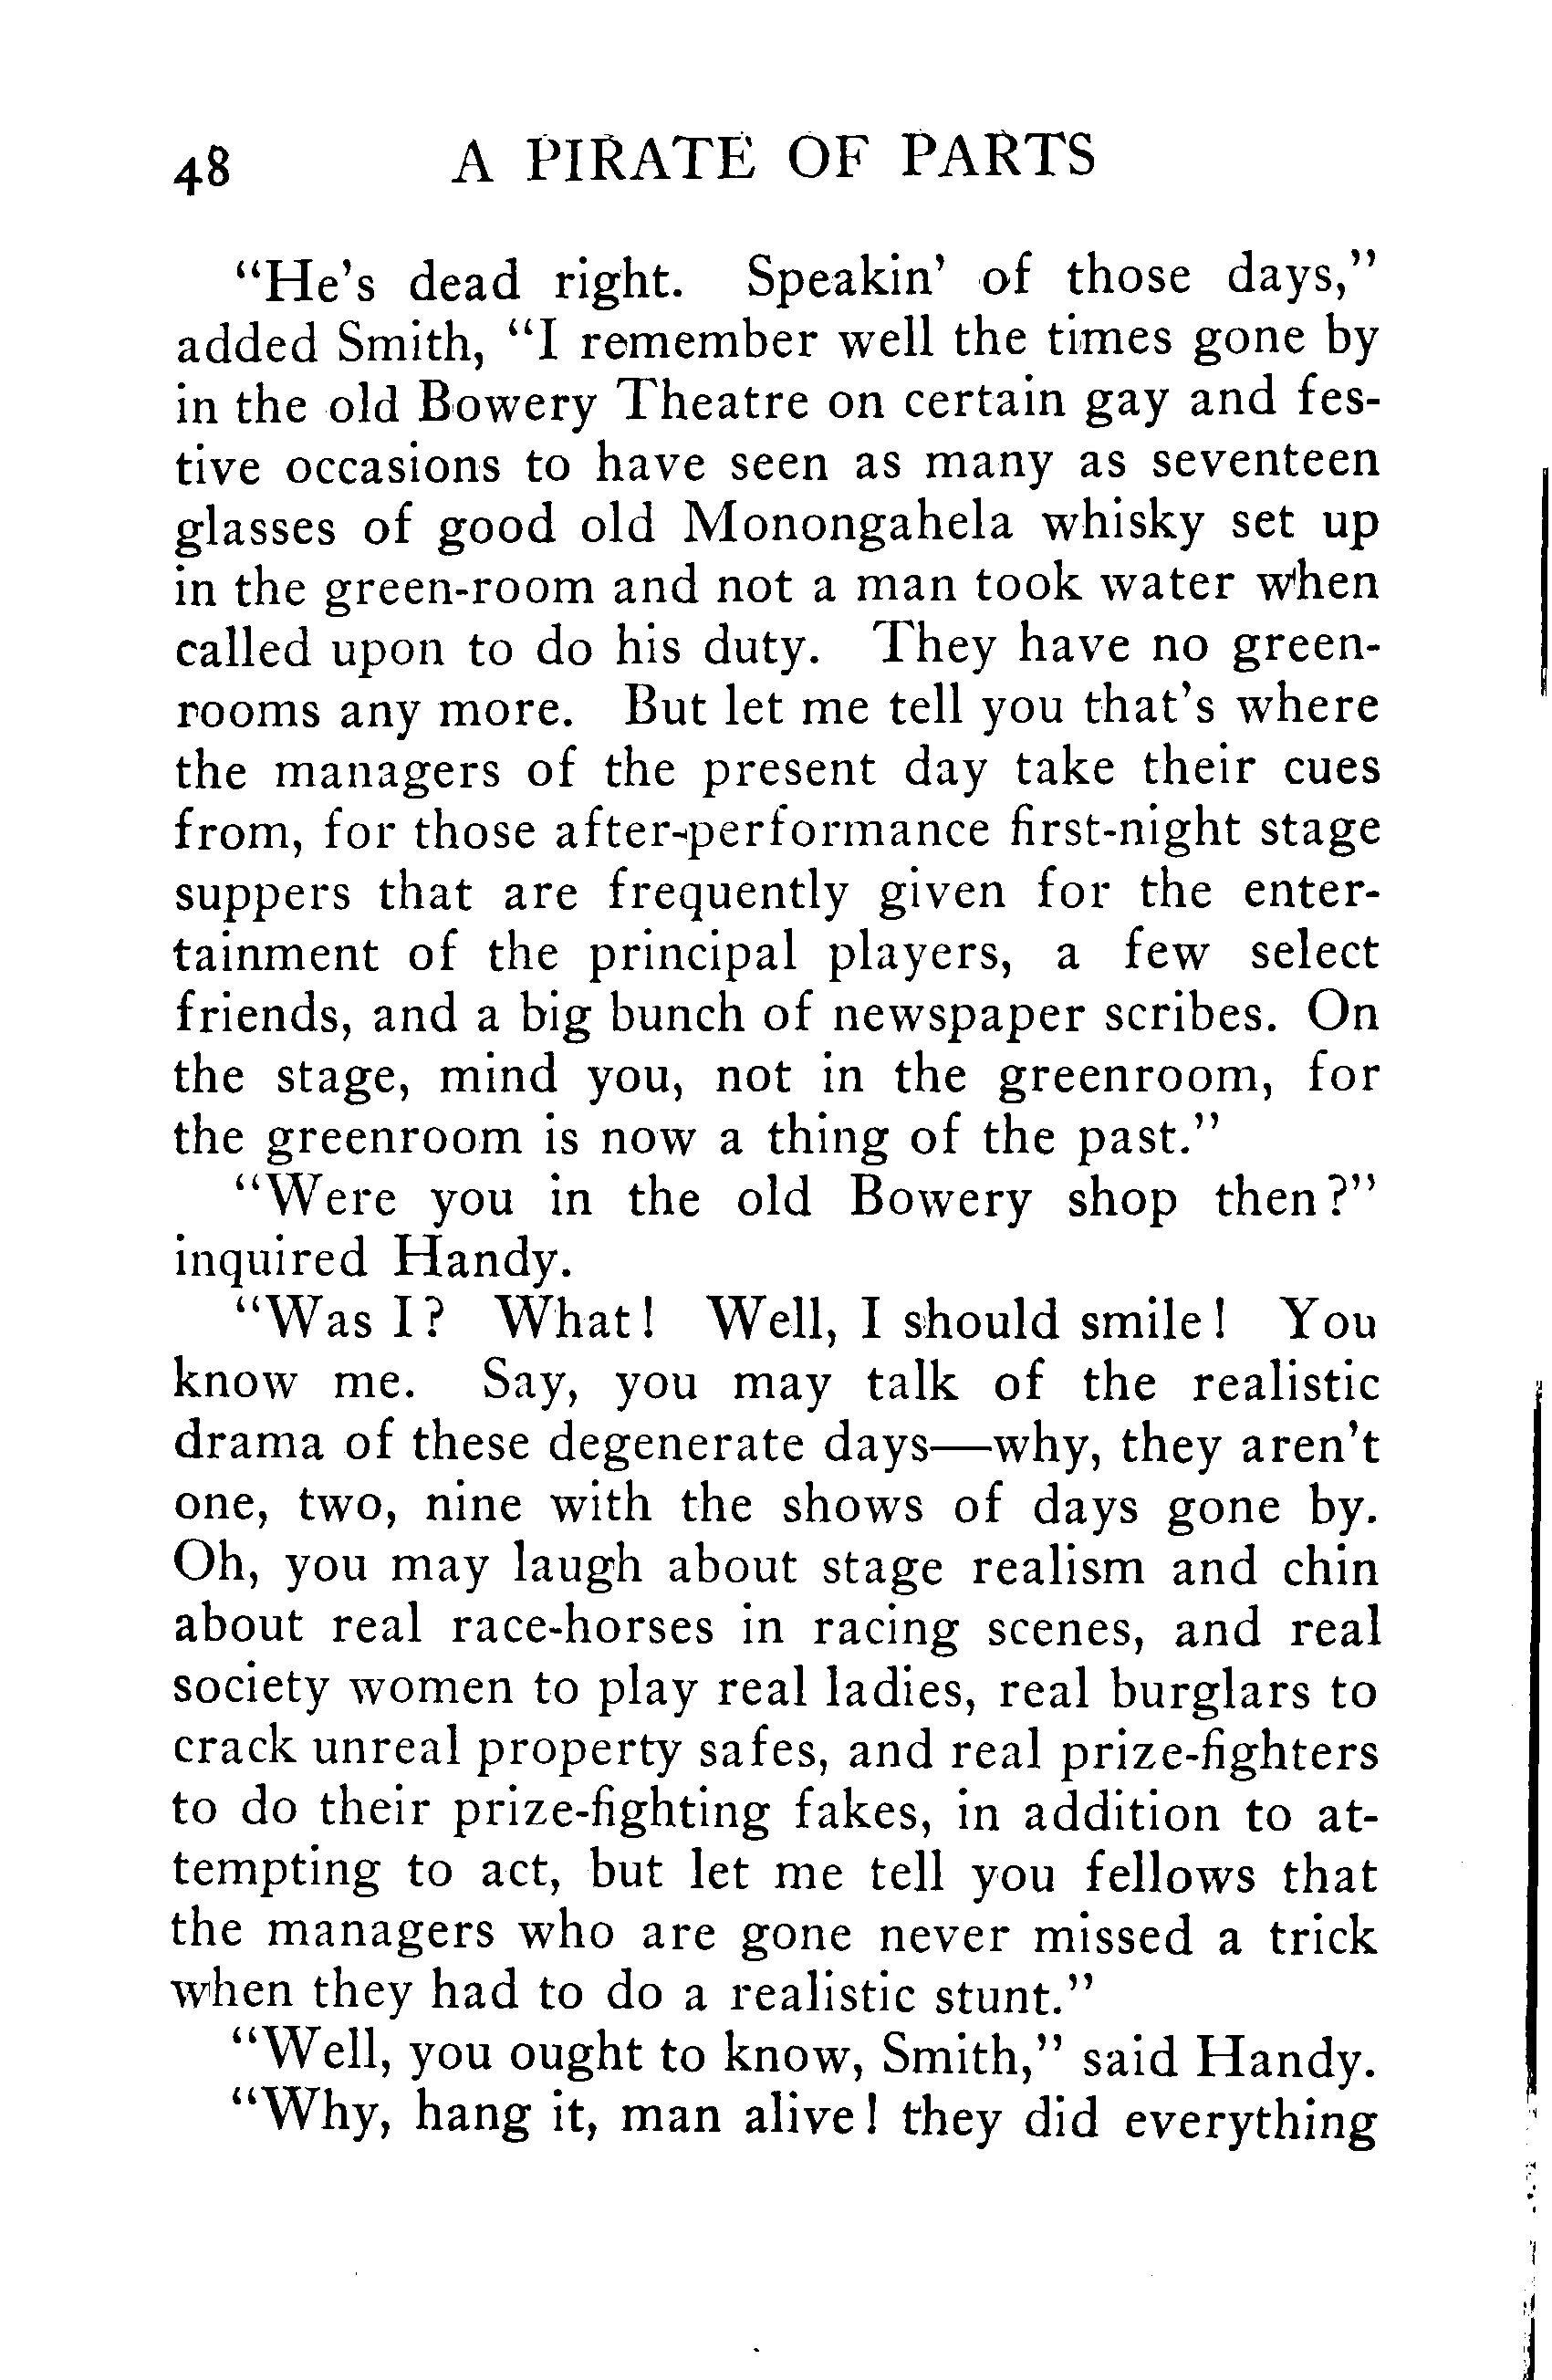 48 A PIRATE OF PARTS
"He's dead right. Speakin' of those days,"
added Smith, "I remember well the times gone by
in the old Bowery Theatre on certain gay and fes-
tive occasions to have seen as many as seventeen
glasses of good old Monongahela whisky set up
in the green-room and not a man took water when
called upon to do his duty. They have no green-
rooms any more. But let me tell you that's where
the managers of the present day take their cues
from, for those after-performance first-night stage
suppers that are frequently given for the enter-
tainment of the principal players, a few select
friends, and a big bunch of newspaper scribes. On
the stage, mind you, not in the greenroom, for
the greenroom is now a thing of the past."
"Were you in the old Bowery shop then?"
inquired Handy.
"Was I? What! Well, I should smile! You
know me. Say, you may talk of the realistic
drama of these degenerate days—why, they aren't
one, two, nine with the shows of days gone by.
Oh, you may laugh about stage realism and chin
about real race-horses in racing scenes, and real
society women to play real ladies, real burglars to
crack unreal property safes, and real prize-fighters
to do their prize-fighting fakes, in addition to at-
tempting to act, but let me tell you fellows that
the managers who are gone never missed a trick
when they had to do a realistic stunt."
"Well, you ought to know, Smith," said Handy.
"Why, hang it, man alive! they did everything